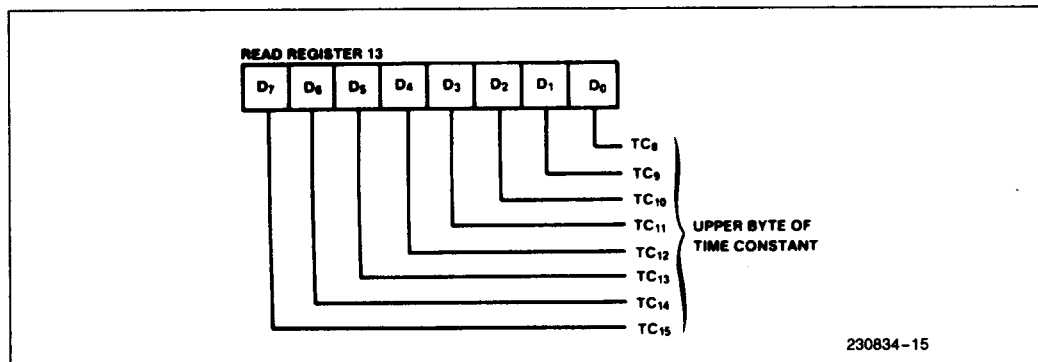 READ REGISTER 13
D7 D6 D5 D4 D3 D2 D1 D0
TC8
TC9
TC10
TC11
TC12
TC13
TC14
TC15
UPPER BYTE OF
TIME CONSTANT
230834-15